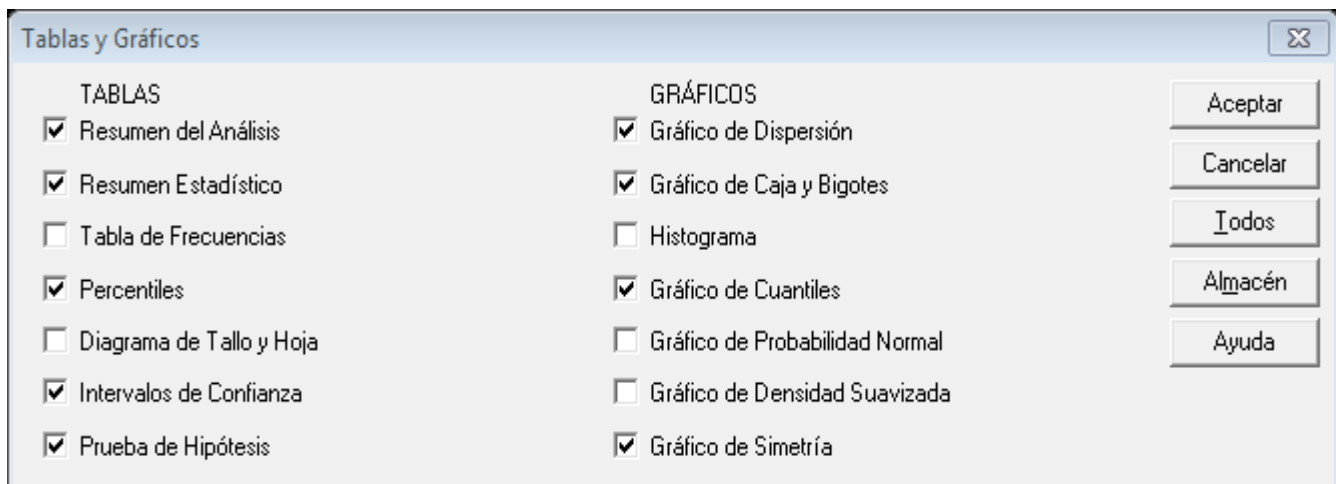 Tablas y Gráficos
TABLAS
Resumen del Análisis
Resumen Estadístico
Tabla de Frecuencias
Percentiles
Diagrama de Tallo y Hoja
Intervalos de Confianza
Prueba de Hipótesis
GRÁFICOS
Gráfico de Dispersión
Gráfico de Caja y Bigotes
Histograma
Gráfico de Cuantiles
Gráfico de Probabilidad Normal
Gráfico de Densidad Suavizada
Gráfico de Simetría
Aceptar
Cancelar
Todos
Almacén
Ayuda